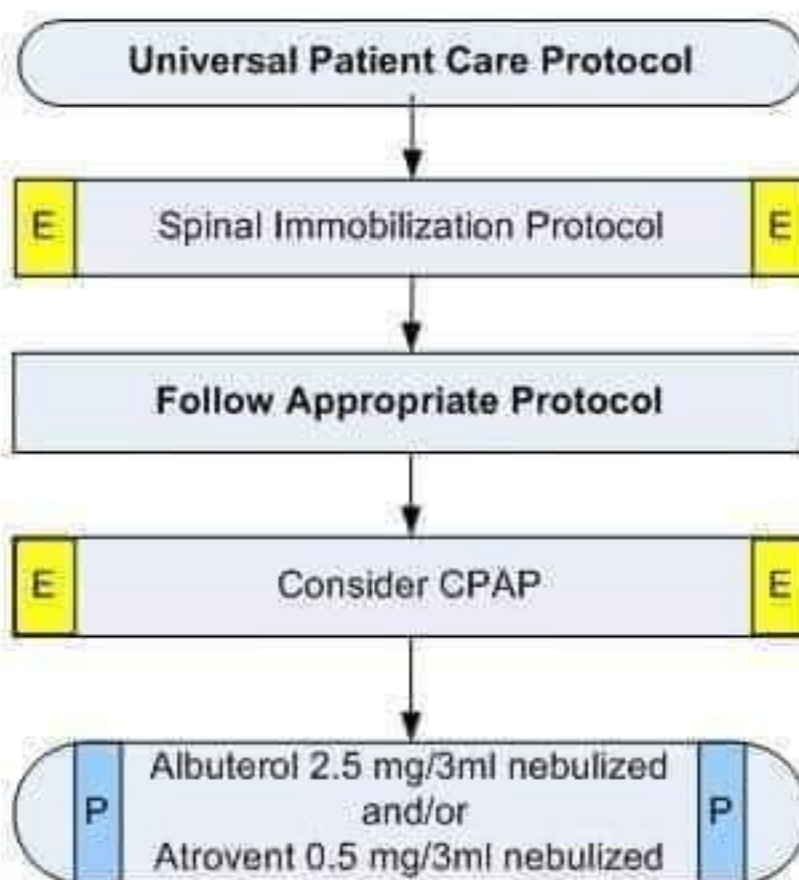 Universal Patient Care Protocol
E Spinal Immobilization Protocol E
Follow Appropriate Protocol
E Consider CPAP E
Albuterol 2.5 mg/3ml nebulized
P and/or P
Atrovent 0.5 mg/3ml nebulized